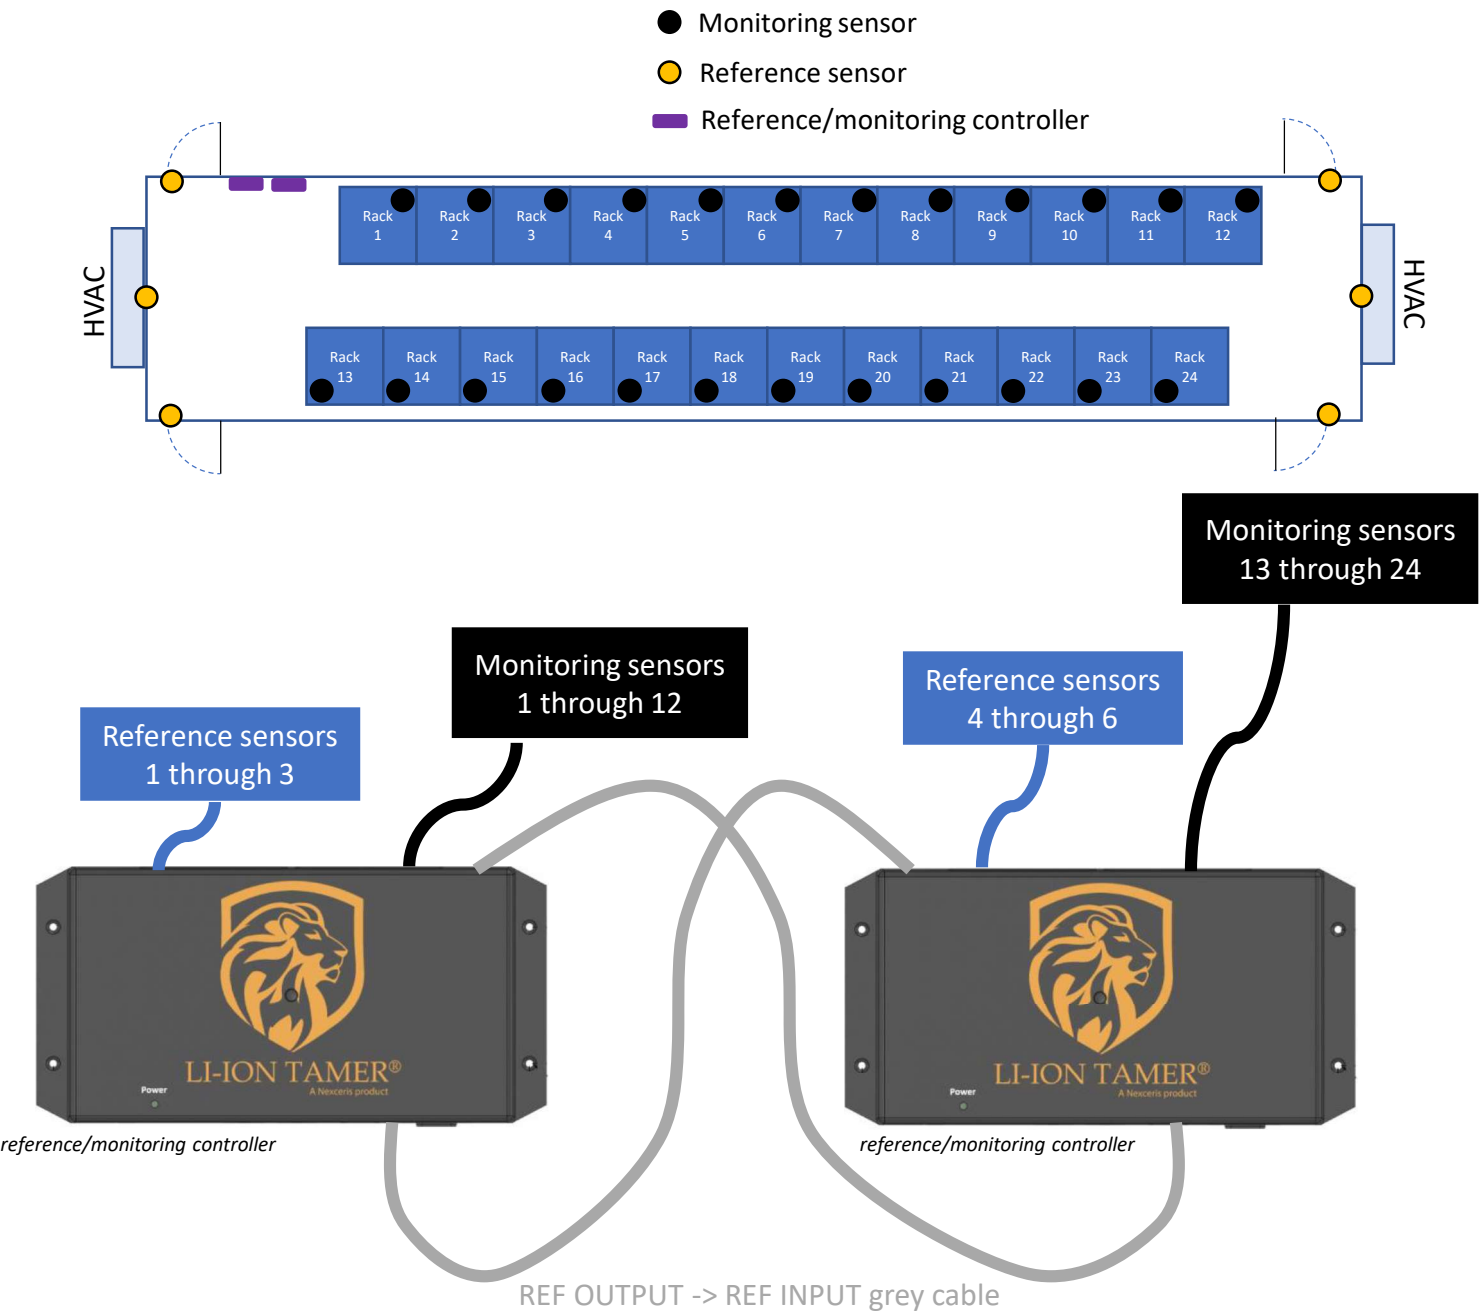 Monitoring sensor
Reference sensor
Reference/monitoring controller
HVAC
Rack
1
Rack
2
Rack
3
Rack
4
Rack
5
Rack
6
Rack
7
Rack
8
Rack
9
Rack
10
Rack
11
Rack
12
HVAC
Rack
13
Rack
14
Rack
15
Rack
16
Rack
17
Rack
18
Rack
19
Rack
20
Rack
21
Rack
22
Rack
23
Rack
24
Monitoring sensors
13 through 24
Monitoring sensors
1 through 12
Reference sensors
4 through 6
Reference sensors
1 through 3
LI-ION TAMER®
A Nexceris product
Power
reference/monitoring controller
LI-ION TAMER®
A Nexceris product
Power
reference/monitoring controller
REF OUTPUT -> REF INPUT grey cable